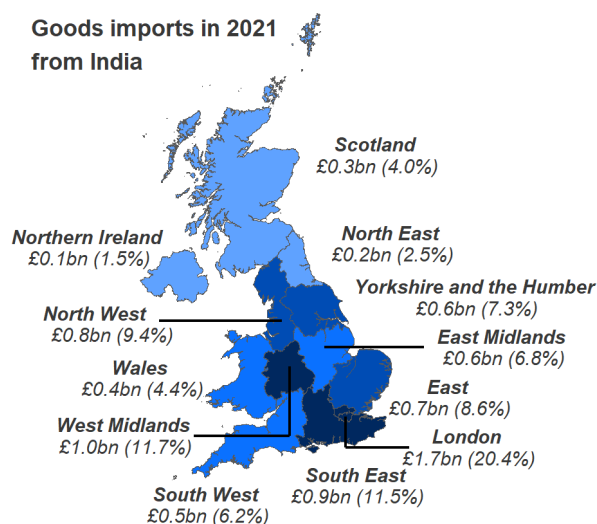 Goods imports in 2021
from India
Scotland
£0.3bn (4.0%)
Northern Ireland
£0.1bn (1.5%)
North East
£0.2bn (2.5%)
Yorkshire and the Humber
£0.6bn (7.3%)
North West
£0.8bn (9.4%)
East Midlands
£0.6bn (6.8%)
Wales
£0.4bn (4.4%)
East
£0.7bn (8.6%)
West Midlands
£1.0bn (11.7%)
London
£1.7bn (20.4%)
South East
£0.9bn (11.5%)
South West
£0.5bn (6.2%)